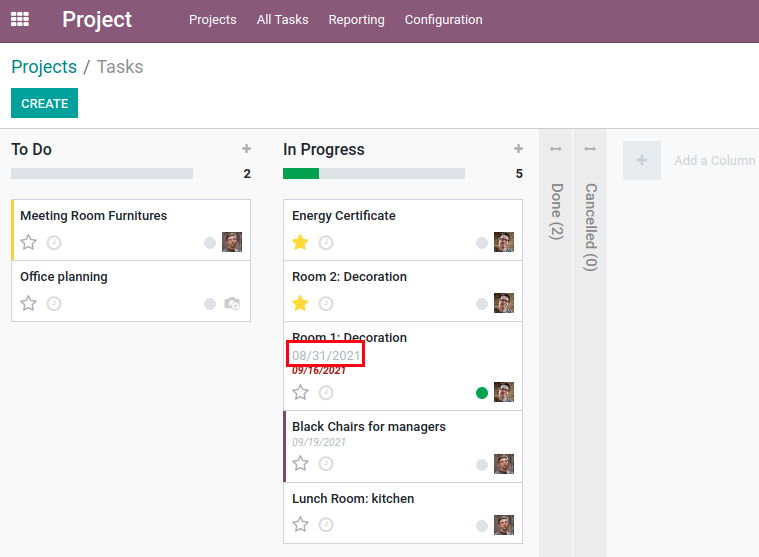 Project
Projects All Tasks Reporting Configuration
Projects / Tasks
CREATE
To Do
2
Meeting Room Furnitures
Office planning
In Progress
5
Energy Certificate
Room 2: Decoration
Room 1: Decoration
08/31/2021
09/16/2021
Black Chairs for managers
09/19/2021
Lunch Room: kitchen
Done (2)
Cancelled (0)
Add a Column